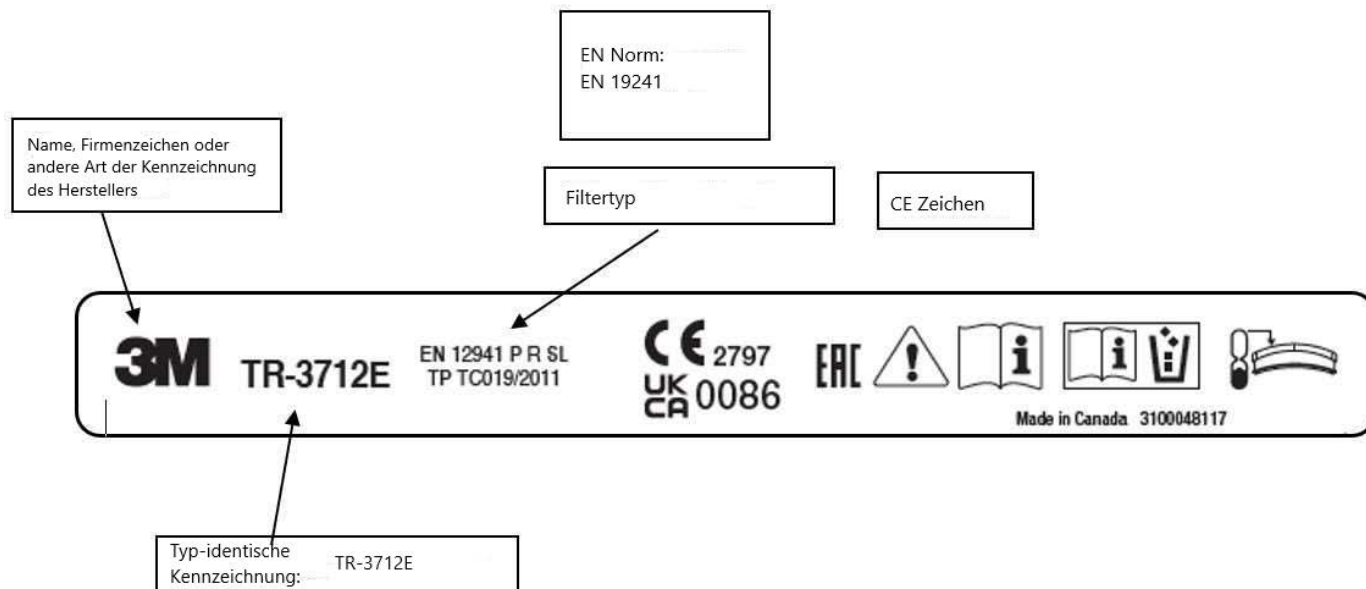 EN Norm:
EN 19241
Name, Firmenzeichen oder
andere Art der Kennzeichnung
des Herstellers
Filtertyp
CE Zeichen
3M
TR-3712E
EN 12941 P R SL
TP TC019/2011
CE 2797
UK
CA 0086
EAC
Made in Canada 3100048117
Typ-identische
Kennzeichnung: TR-3712E